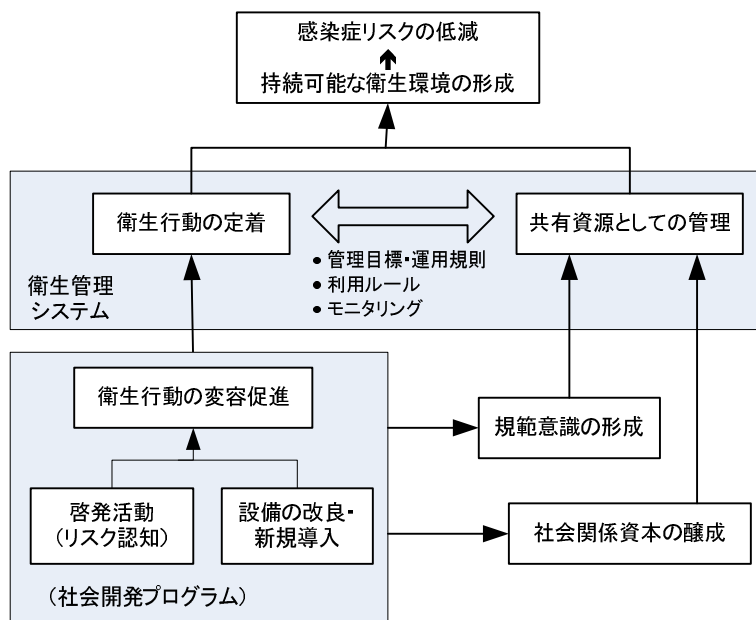 感染症リスクの低減
持続可能な衛生環境の形成
衛生行動の定着
共有資源としての管理
● 管理目標・運用規則
● 利用ルール
● モニタリング
衛生管理
システム
衛生行動の変容促進
規範意識の形成
啓発活動
(リスク認知)
設備の改良・
新規導入
社会関係資本の醸成
(社会開発プログラム)